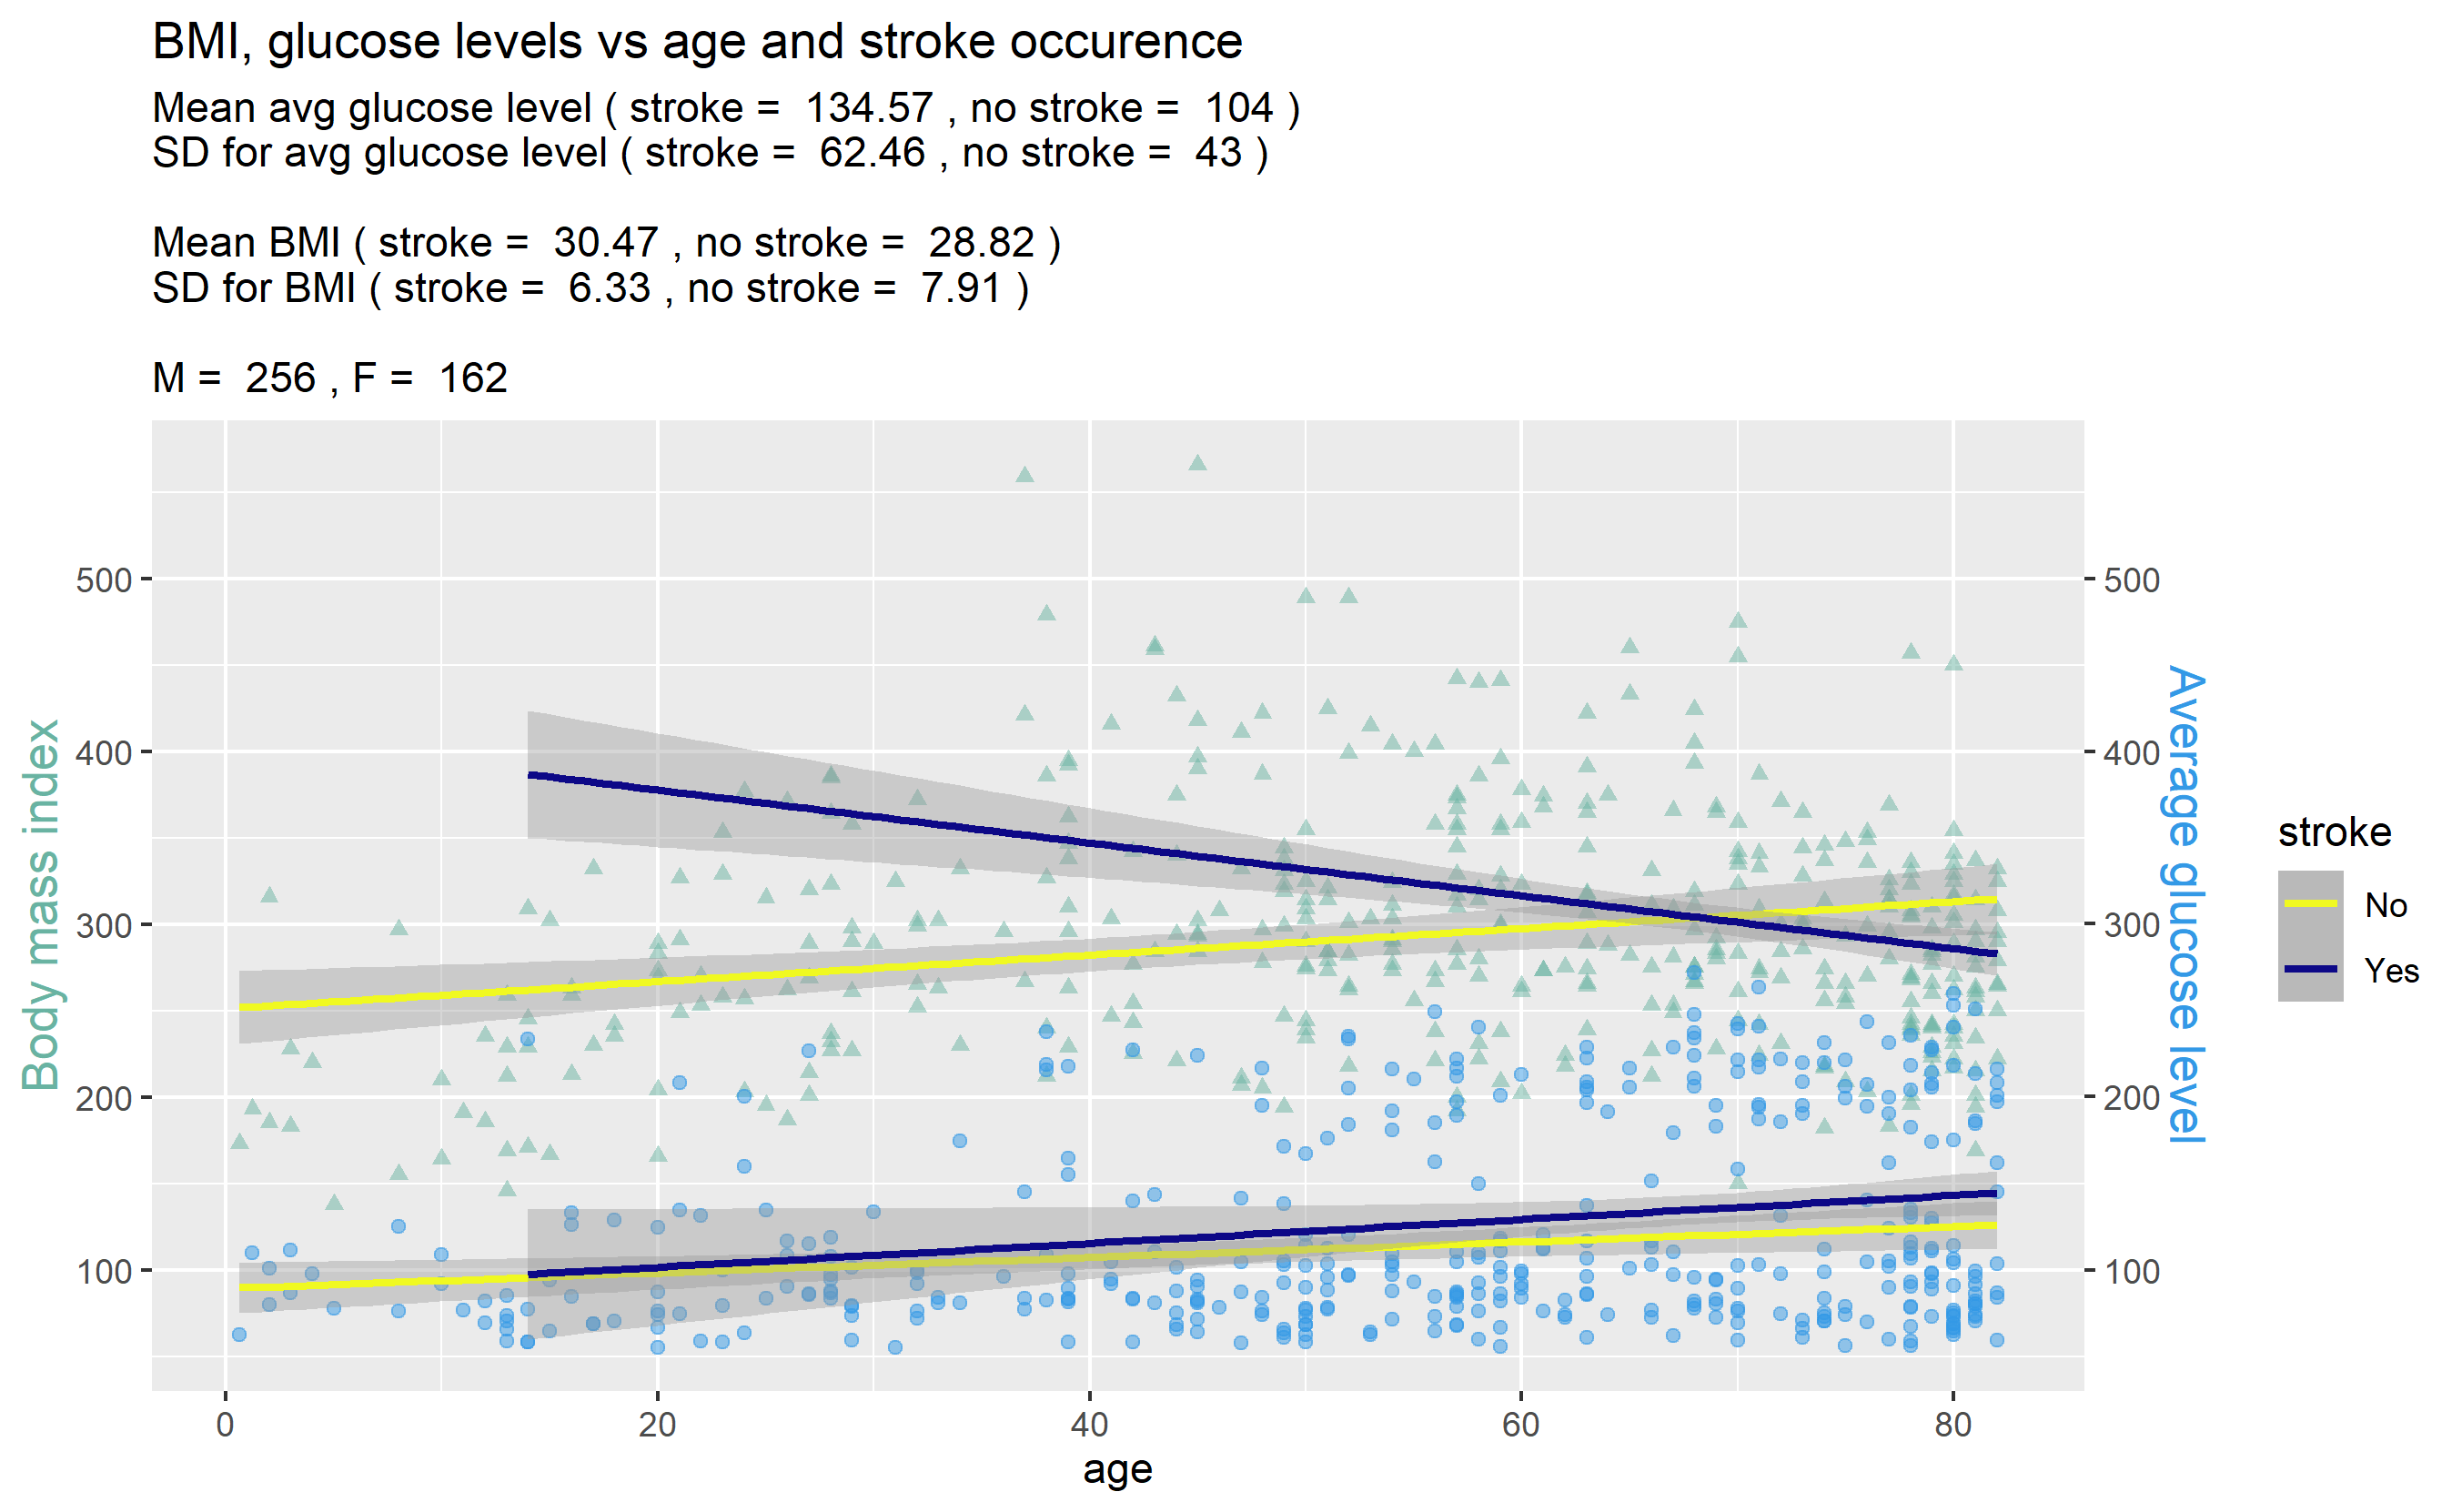 BMI, glucose levels vs age and stroke occurence
Mean avg glucose level ( stroke =  134.57 , no stroke =  104 )
SD for avg glucose level ( stroke =  62.46 , no stroke =  43 )
Mean BMI ( stroke =  30.47 , no stroke =  28.82 )
SD for BMI ( stroke =  6.33 , no stroke =  7.91 )
M =  256 , F =  162
Body mass index
500
400
300
200
100
500
400
300
200
100
Average glucose level
0
20
40
60
80
age
stroke
No
Yes